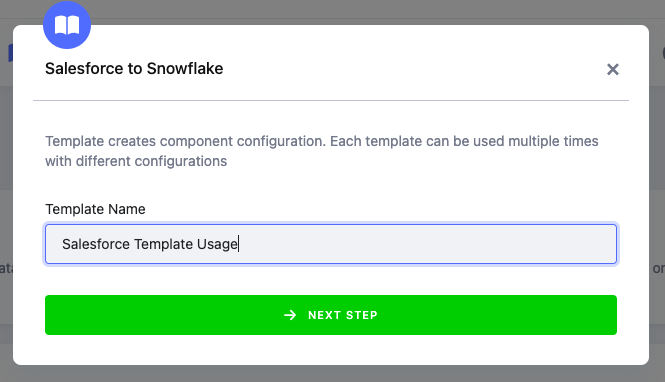 Salesforce to Snowflake
Template creates component configuration. Each template can be used multiple times
with different configurations
Template Name
Salesforce Template Usage
NEXT STEP